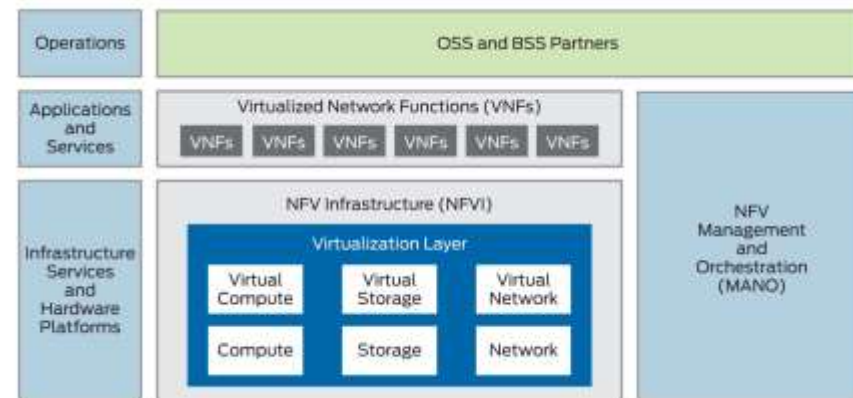 Operations
OSS and BSS Partners
Applications
and
Services
Virtualized Network Functions (VNFs)
VNFs VNFs VNFs VNFs VNFs VNFs
Infrastructure
Services
and
Hardware
Platforms
NFV Infrastructure (NFVI)
Virtualization Layer
Virtual
Compute
Virtual
Storage
Virtual
Network
Compute
Storage
Network
NFV
Management
and
Orchestration
(MANO)